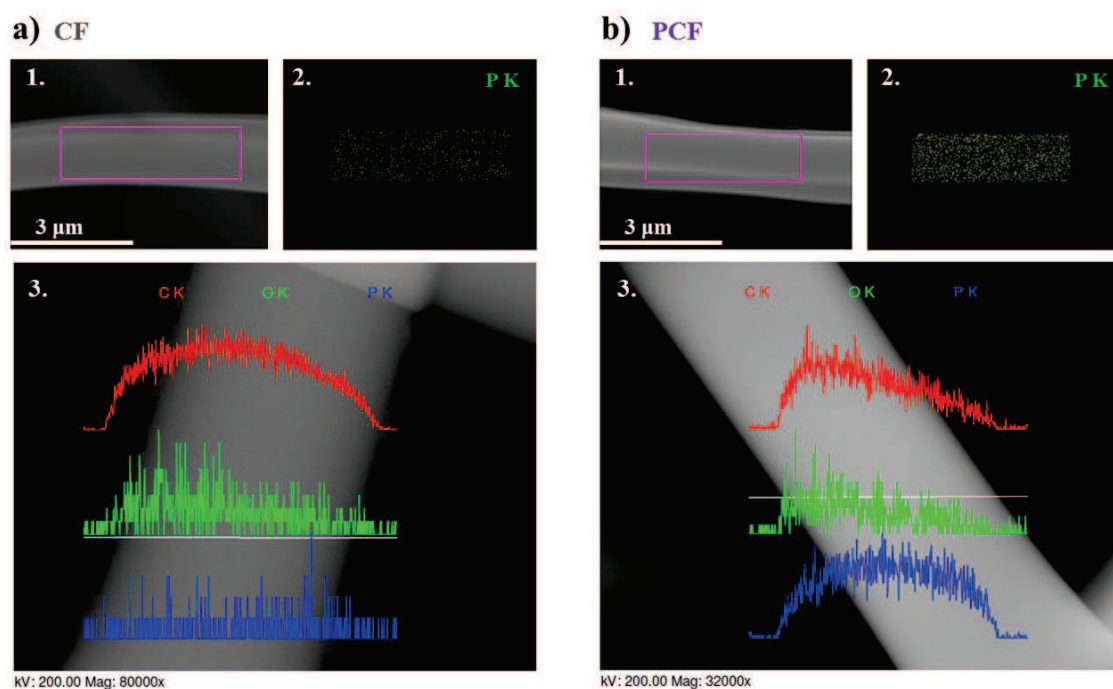 a) CF
b) PCF
1.
2.
P K
3 µm
1.
2.
P K
3 µm
3.
C K
O K
P K
kV: 200.00 Mag: 80000x
3.
C K
O K
P K
kV: 200.00 Mag: 32000x